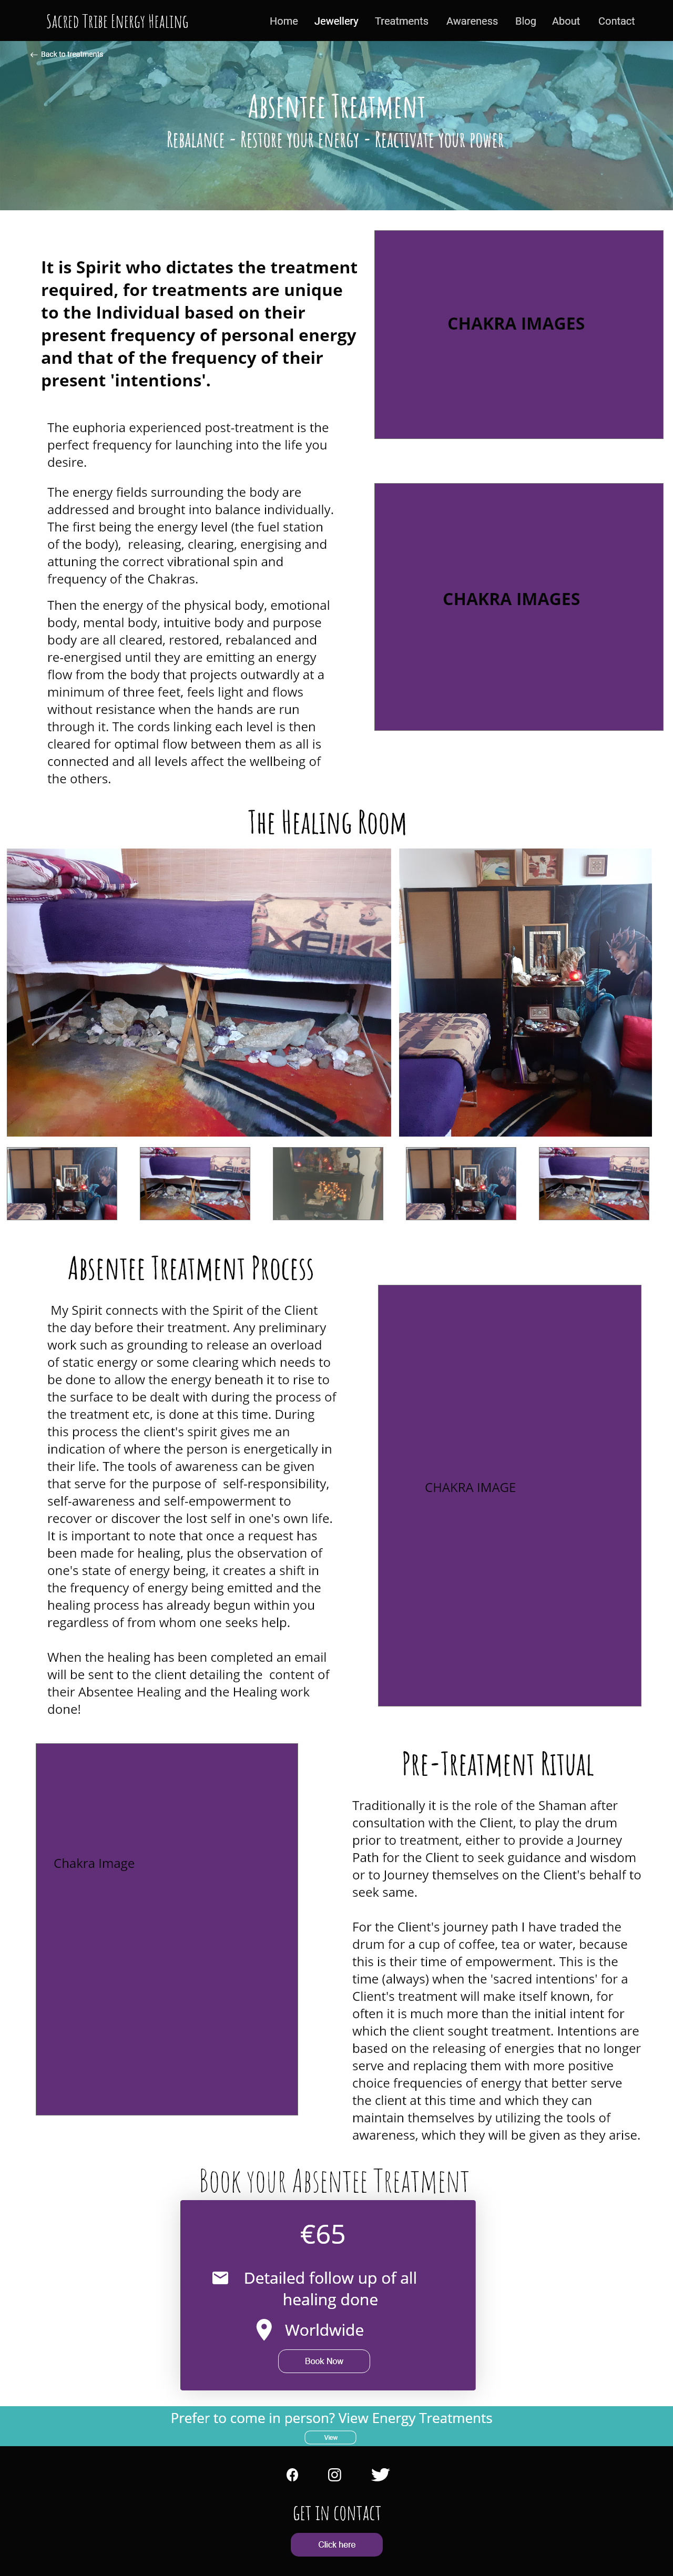 Sacred Tribe Energy Healing
Home Jewellery Treatments Awareness Blog About Contact
← Back to treatments
Absentee Treatment
Rebalance - Restore your energy - Reactivate your power
It is Spirit who dictates the treatment
required, for treatments are unique
to the Individual based on their
present frequency of personal energy
and that of the frequency of their
present 'intentions'.
CHAKRA IMAGES
The euphoria experienced post-treatment is the
perfect frequency for launching into the life you
desire.
The energy fields surrounding the body are
addressed and brought into balance individually.
The first being the energy level (the fuel station
of the body),  releasing, clearing, energising and
attuning the correct vibrational spin and
frequency of the Chakras.
CHAKRA IMAGES
Then the energy of the physical body, emotional
body, mental body, intuitive body and purpose
body are all cleared, restored, rebalanced and
re-energised until they are emitting an energy
flow from the body that projects outwardly at a
minimum of three feet, feels light and flows
without resistance when the hands are run
through it. The cords linking each level is then
cleared for optimal flow between them as all is
connected and all levels affect the wellbeing of
the others.
The Healing Room
Absentee Treatment Process
My Spirit connects with the Spirit of the Client
the day before their treatment. Any preliminary
work such as grounding to release an overload
of static energy or some clearing which needs to
be done to allow the energy beneath it to rise to
the surface to be dealt with during the process of
the treatment etc, is done at this time. During
this process the client's spirit gives me an
indication of where the person is energetically in
their life. The tools of awareness can be given
that serve for the purpose of  self-responsibility,
self-awareness and self-empowerment to
recover or discover the lost self in one's own life.
It is important to note that once a request has
been made for healing, plus the observation of
one's state of energy being, it creates a shift in
the frequency of energy being emitted and the
healing process has already begun within you
regardless of from whom one seeks help.
When the healing has been completed an email
will be sent to the client detailing the  content of
their Absentee Healing and the Healing work
done!
CHAKRA IMAGE
Chakra Image
Pre-Treatment Ritual
Traditionally it is the role of the Shaman after
consultation with the Client, to play the drum
prior to treatment, either to provide a Journey
Path for the Client to seek guidance and wisdom
or to Journey themselves on the Client's behalf to
seek same.
For the Client's journey path I have traded the
drum for a cup of coffee, tea or water, because
this is their time of empowerment. This is the
time (always) when the 'sacred intentions' for a
Client's treatment will make itself known, for
often it is much more than the initial intent for
which the client sought treatment. Intentions are
based on the releasing of energies that no longer
serve and replacing them with more positive
choice frequencies of energy that better serve
the client at this time and which they can
maintain themselves by utilizing the tools of
awareness, which they will be given as they arise.
Book your Absentee Treatment
€65
Detailed follow up of all
healing done
Worldwide
Book Now
Prefer to come in person? View Energy Treatments
View
get in contact
Click here